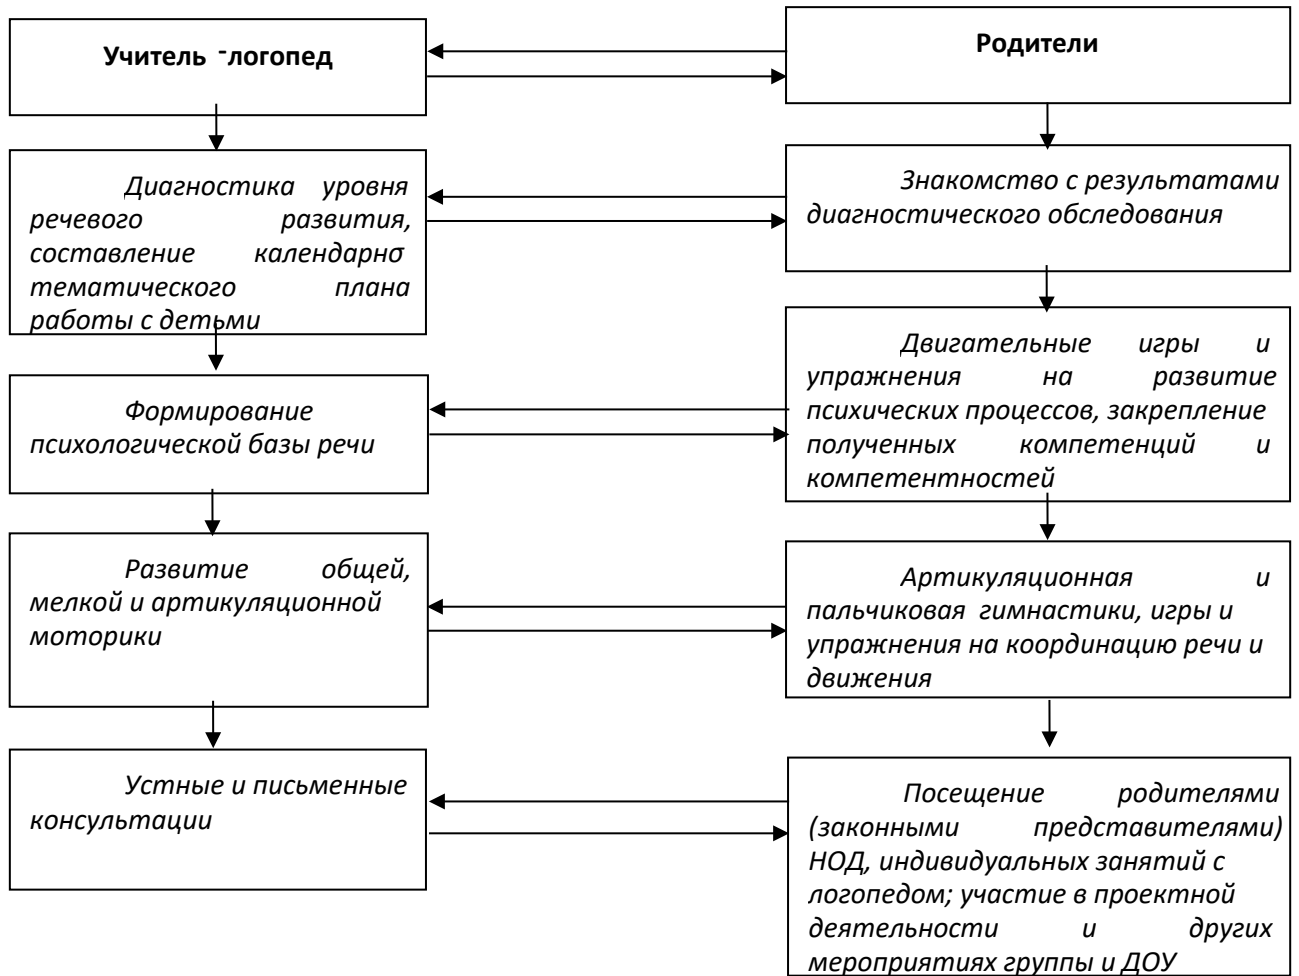 Учитель -логопед
Родители
Диагностика уровня
речевого развития,
составление календарно
тематического плана
работы с детьми
Знакомство с результатами
диагностического обследования
Формирование
психологической базы речи
Двигательные игры и
упражнения на развитие
психических процессов, закрепление
полученных компетенций и
компетентностей
Развитие общей,
мелкой и артикуляционной
моторики
Артикуляционная и
пальчиковая гимнастики, игры и
упражнения на координацию речи и
движения
Устные и письменные
консультации
Посещение родителями
(законными представителями)
НОД, индивидуальных занятий с
логопедом; участие в проектной
деятельности и других
мероприятиях группы и ДОУ